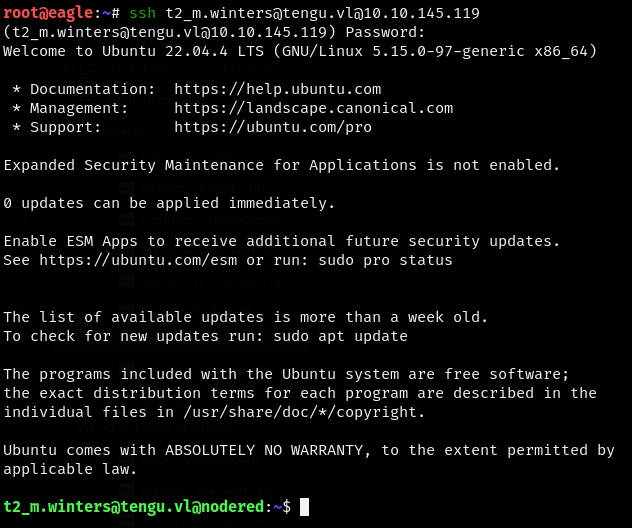 root@eagle:~# ssh t2_m.winters@tengu.vl@10.10.145.119
(t2_m.winters@tengu.vl@10.10.145.119) Password:
Welcome to Ubuntu 22.04.4 LTS (GNU/Linux 5.15.0-97-generic x86_64)
* Documentation:  https://help.ubuntu.com
* Management:     https://landscape.canonical.com
* Support:        https://ubuntu.com/pro
Expanded Security Maintenance for Applications is not enabled.
0 updates can be applied immediately.
Enable ESM Apps to receive additional future security updates.
See https://ubuntu.com/esm or run: sudo pro status
The list of available updates is more than a week old.
To check for new updates run: sudo apt update
The programs included with the Ubuntu system are free software;
the exact distribution terms for each program are described in the
individual files in /usr/share/doc/*/copyright.
Ubuntu comes with ABSOLUTELY NO WARRANTY, to the extent permitted by
applicable law.
t2_m.winters@tengu.vl@nodered:~$